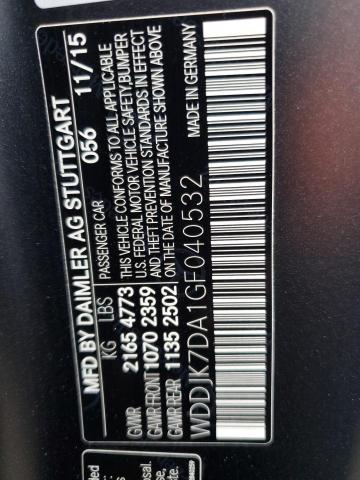 MFD BY DAIMLER AG STUTTGART
056 11/15
KG LBS PASSENGER CAR
GVWR 2165 4773 THIS VEHICLE CONFORMS TO ALL APPLICABLE
GAWR FRONT 1070 2359 U.S. FEDERAL MOTOR VEHICLE SAFETY,BUMPER
GAWR REAR 1135 2502 AND THEFT PREVENTION STANDARDS IN EFFECT
ON THE DATE OF MANUFACTURE SHOWN ABOVE
WDDJK7DA1GF040532 MADE IN GERMANY